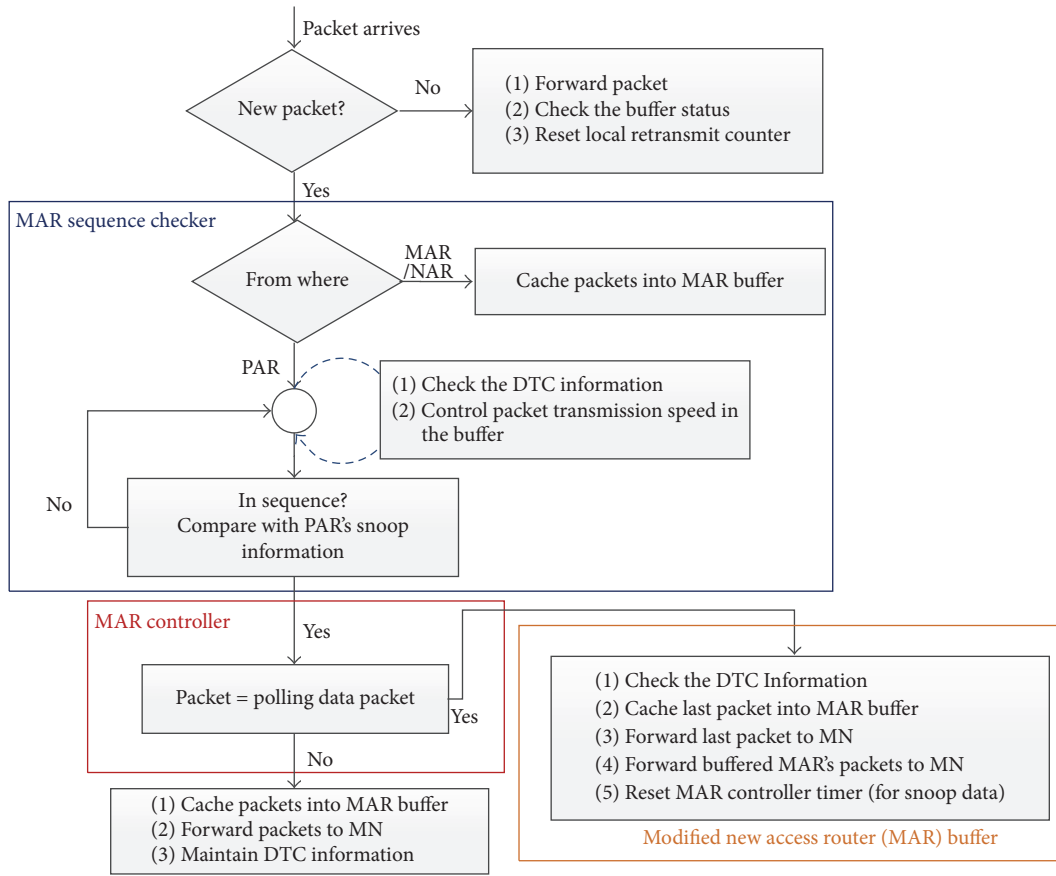 Packet arrives
New packet?
No
(1) Forward packet
(2) Check the buffer status
(3) Reset local retransmit counter
Yes
MAR sequence checker
From where
MAR
/NAR
Cache packets into MAR buffer
PAR
(1) Check the DTC information
(2) Control packet transmission speed in
the buffer
No
In sequence?
Compare with PAR's snoop
information
MAR controller
Yes
Packet = polling data packet
Yes
No
(1) Check the DTC Information
(2) Cache last packet into MAR buffer
(3) Forward last packet to MN
(4) Forward buffered MAR's packets to MN
(5) Reset MAR controller timer (for snoop data)
Modified new access router (MAR) buffer
(1) Cache packets into MAR buffer
(2) Forward packets to MN
(3) Maintain DTC information